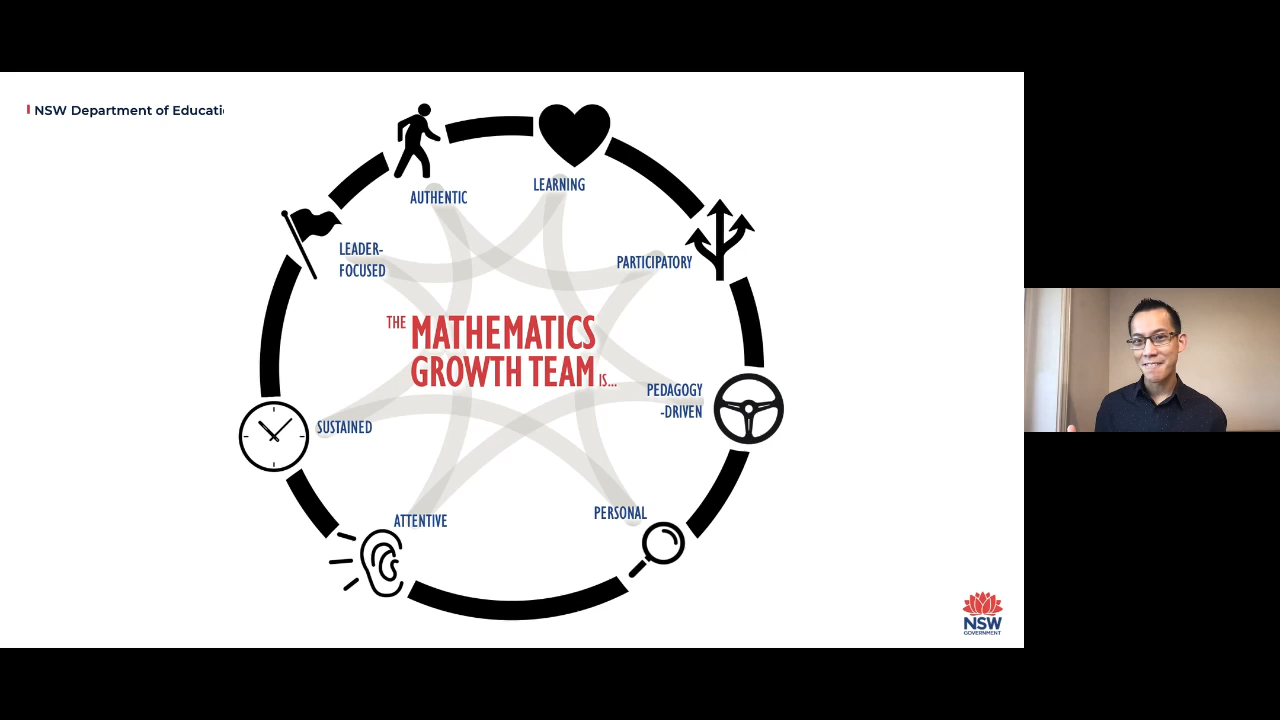 NSW Department of Educati
AUTHENTIC
LEARNING
LEADER-
FOCUSED
PARTICIPATORY
THE MATHEMATICS
GROWTH TEAM IS...
PEDAGOGY
-DRIVEN
SUSTAINED
ATTENTIVE
PERSONAL
NSW
GOVERNMENT